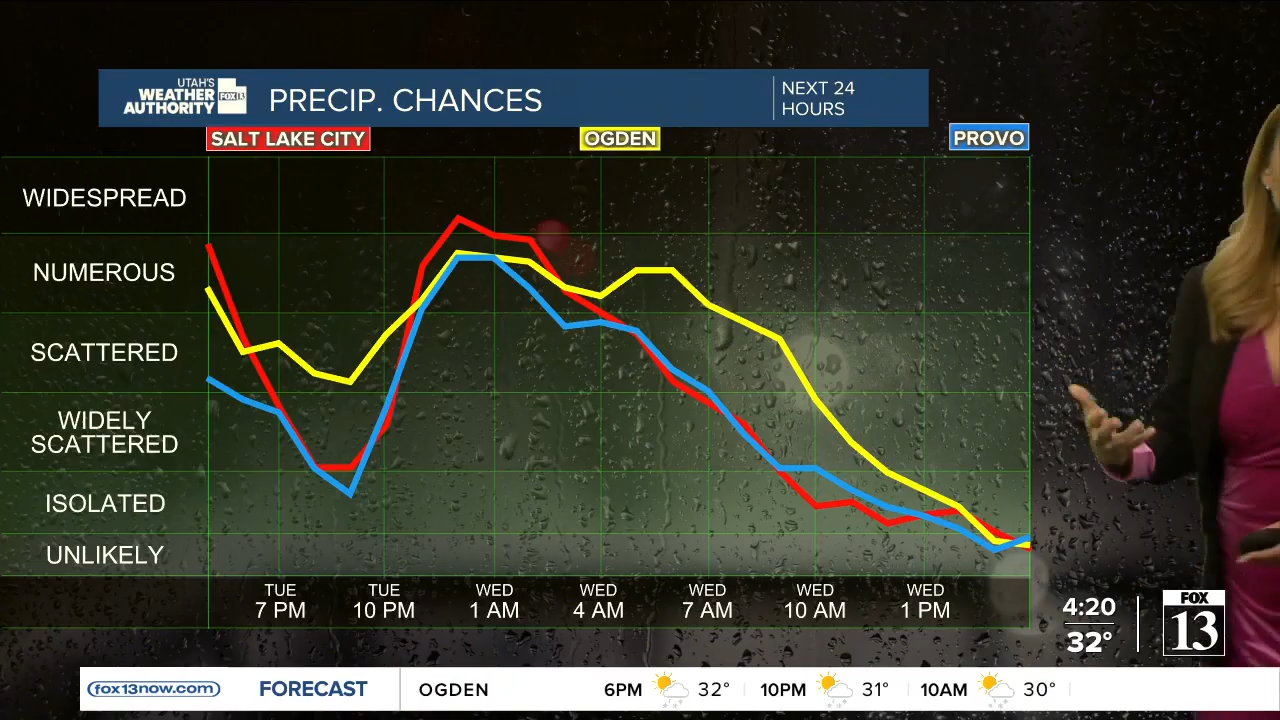 UTAH'S
WEATHER
AUTHORITY
FOX 13
PRECIP. CHANCES
NEXT 24
HOURS
SALT LAKE CITY
OGDEN
PROVO
WIDESPREAD
NUMEROUS
SCATTERED
WIDELY
SCATTERED
ISOLATED
UNLIKELY
TUE
7 PM
TUE
10 PM
WED
1 AM
WED
4 AM
WED
7 AM
WED
10 AM
WED
1 PM
4:20
32°
FOX
13
fox13now.com FORECAST OGDEN 6PM 32° 10PM 31° 10AM 30°